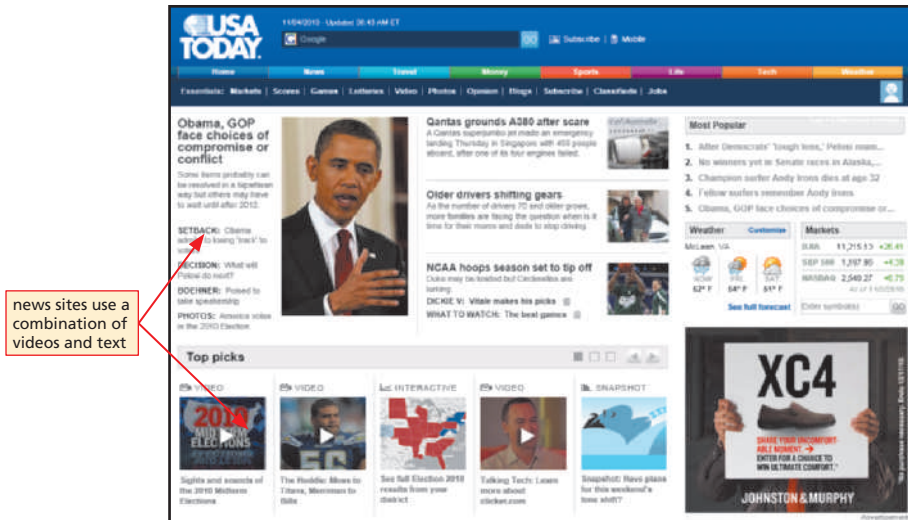 USA
TODAY.
11/04/2010 - Updated 08:43 AM ET
Google
GO
Subscribe | Mobile
Home News Travel Money Sports Life Tech Weather
Essentials: Markets | Scores | Games | Lotteries | Video | Photos | Opinion | Blogs | Subscribe | Classifieds | Jobs
Obama, GOP
face choices of
compromise or
conflict
Some items probably can
be resolved in a bipartisan
way but others may have
to wait until after 2012.
SETBACK: Obama
admits to losing 'track' to
DECISION: What will
Pelosi do next?
BOEHNER: Poised to
take speakership
PHOTOS: America votes
in the 2010 Election
Qantas grounds A380 after scare
A Qantas superjumbo jet made an emergency
landing Thursday in Singapore with 459 people
aboard, after one of its four engines failed.
Older drivers shifting gears
As the number of drivers 70 and older grows,
more families are facing the question when is it
time for their moms and dads to stop driving.
NCAA hoops season set to tip off
Duke may be touted but Cinderellas are
lurking.
DICKIE V: Vitale makes his picks
WHAT TO WATCH: The best games
Most Popular
1. After Democrats' 'tough loss,' Pelosi mum...
2. No winners yet in Senate races in Alaska,...
3. Champion surfer Andy Irons dies at age 32
4. Fellow surfers remember Andy Irons
5. Obama, GOP face choices of compromise or...
Weather Customize
McLean, VA
NOW FRI SAT
52° F 54° F 51° F
See full forecast
Markets
DJIA 11,215.13 +26.41
S&P 500 1,197.96 +4.39
NASDAQ 2,540.27 +6.75
Enter symbol(s) GO
news sites use a
combination of
videos and text
Top picks
VIDEO
VIDEO
INTERACTIVE
VIDEO
SNAPSHOT
2010
MIDTERM
ELECTIONS
Sights and sounds of
the 2010 Midterm
Elections
The Huddle: Moss to
Titans, Merriman to
Bills
See full Election 2010
results from your
district
Talking Tech: Learn
more about
clicker.com
Snapshot: Have plans
for this weekend's
time shift?
XC4
SHARE YOUR UNCOMFORT-
ABLE MOMENT.
ENTER FOR A CHANCE TO
WIN ULTIMATE COMFORT.*
JOHNSTON & MURPHY
Advertisement